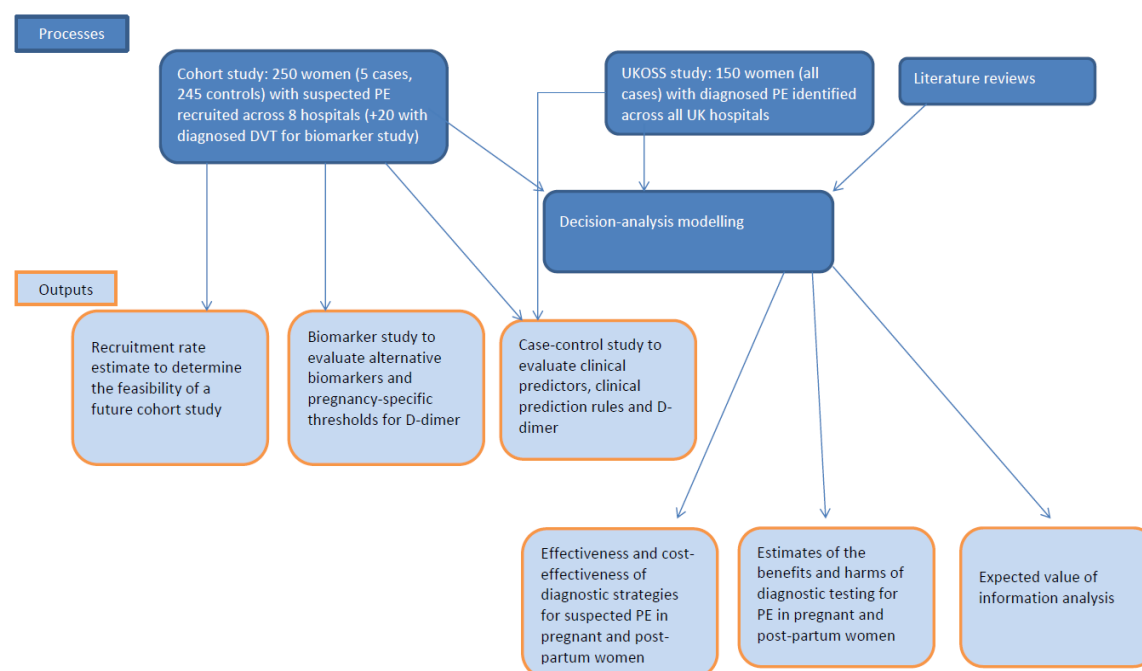 Processes
Cohort study: 250 women (5 cases,
245 controls) with suspected PE
recruited across 8 hospitals (+20 with
diagnosed DVT for biomarker study)
UKOSS study: 150 women (all
cases) with diagnosed PE identified
across all UK hospitals
Literature reviews
Decision-analysis modelling
Outputs
Recruitment rate
estimate to determine
the feasibility of a
future cohort study
Biomarker study to
evaluate alternative
biomarkers and
pregnancy-specific
thresholds for D-dimer
Case-control study to
evaluate clinical
predictors, clinical
prediction rules and D-
dimer
Effectiveness and cost-
effectiveness of
diagnostic strategies
for suspected PE in
pregnant and post-
partum women
Estimates of the
benefits and harms of
diagnostic testing for
PE in pregnant and
post-partum women
Expected value of
information analysis